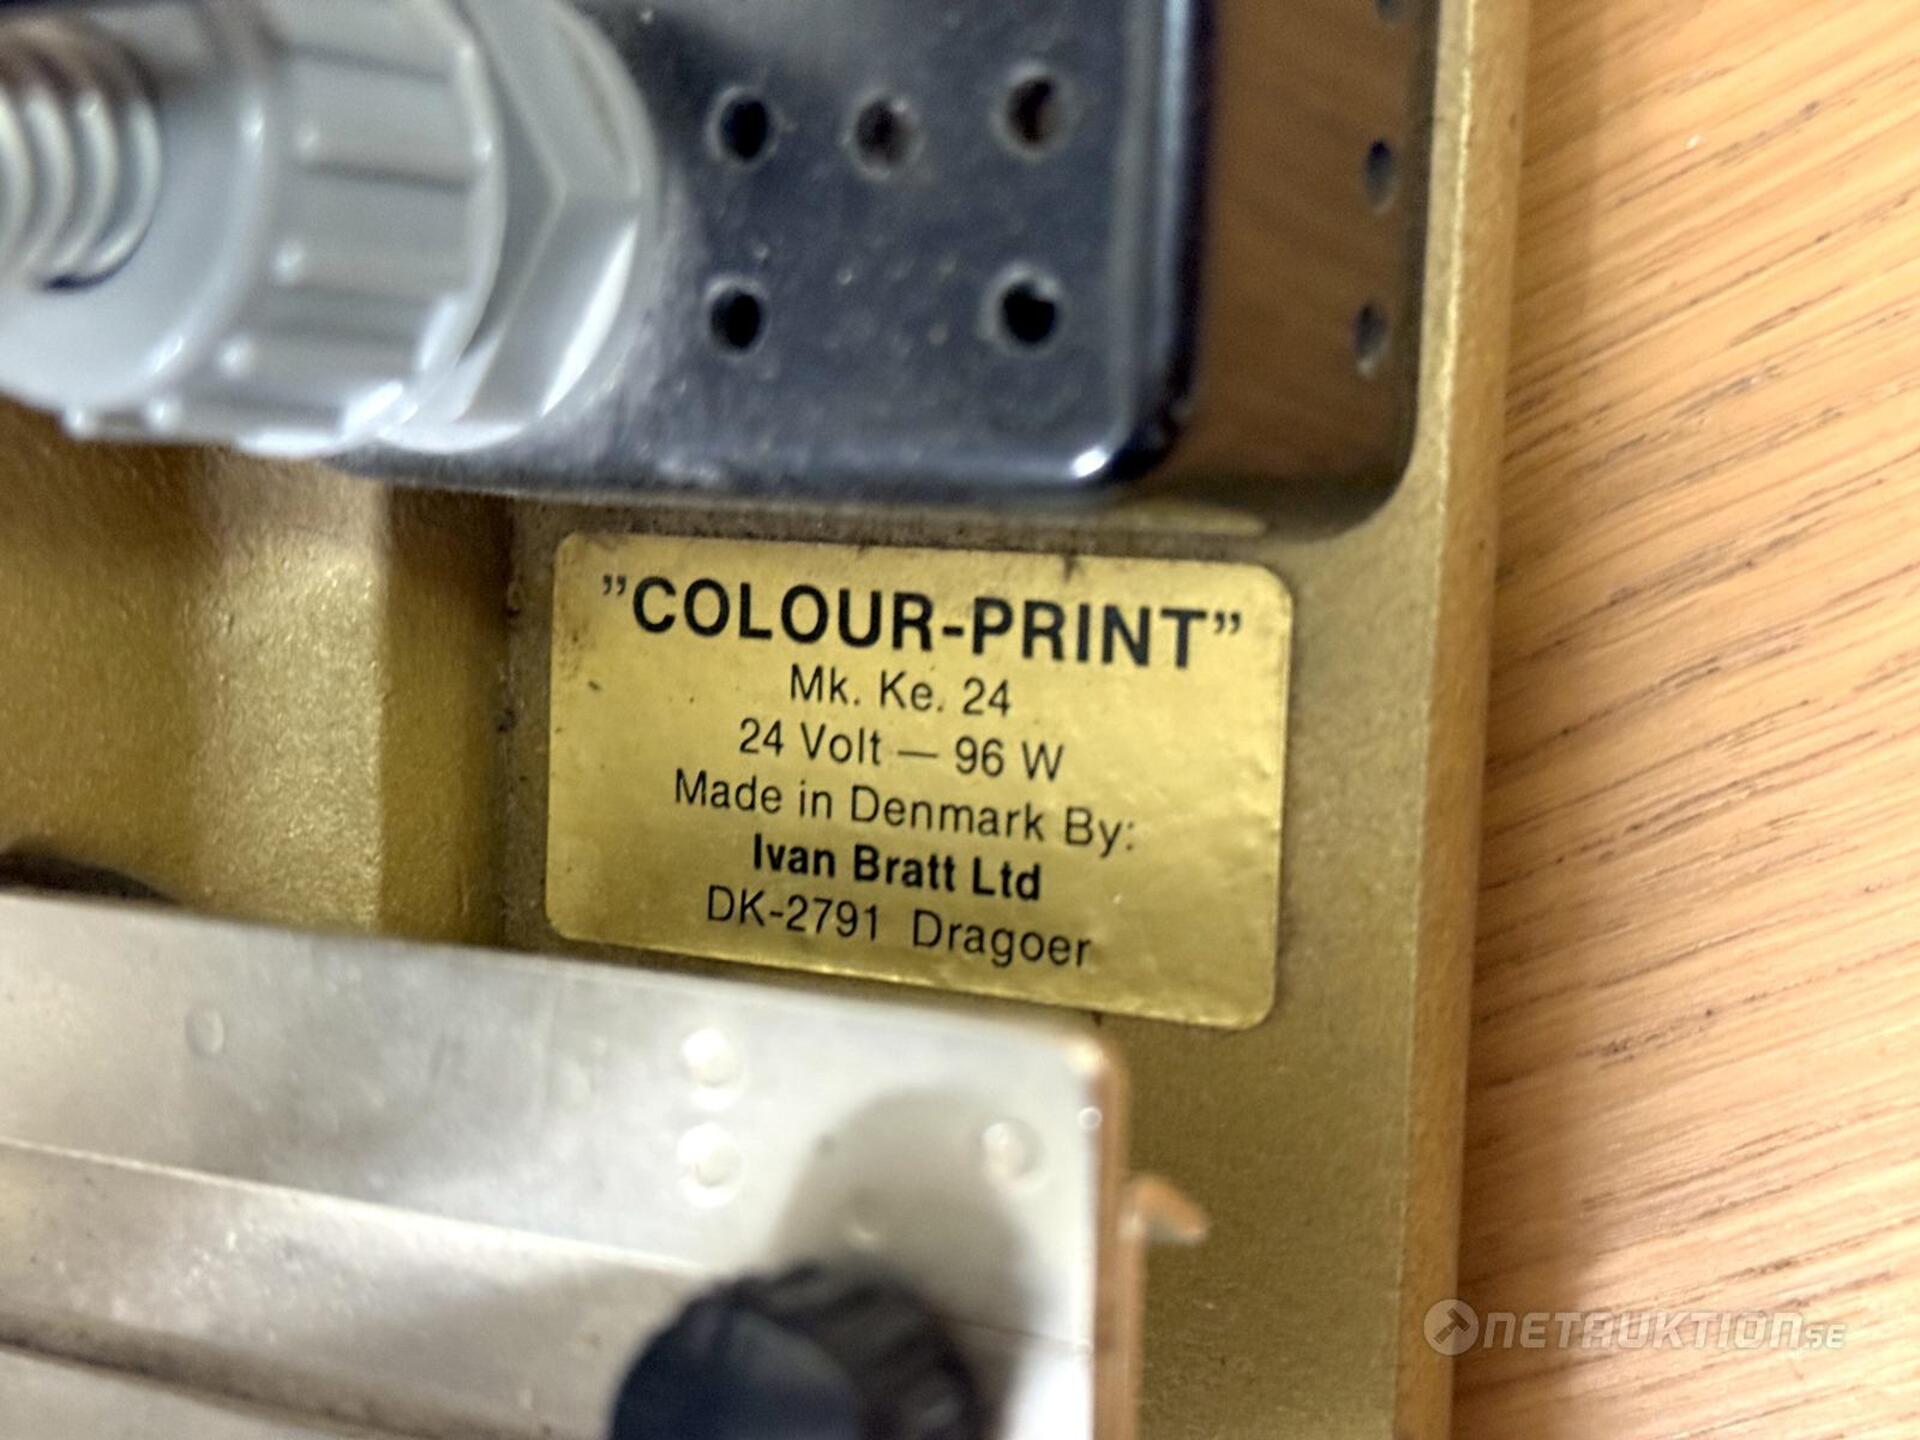 ”COLOUR-PRINT”
Mk. Ke. 24
24 Volt — 96 W
Made in Denmark By:
Ivan Bratt Ltd
DK-2791 Dragoer
NETAUKTION.SE